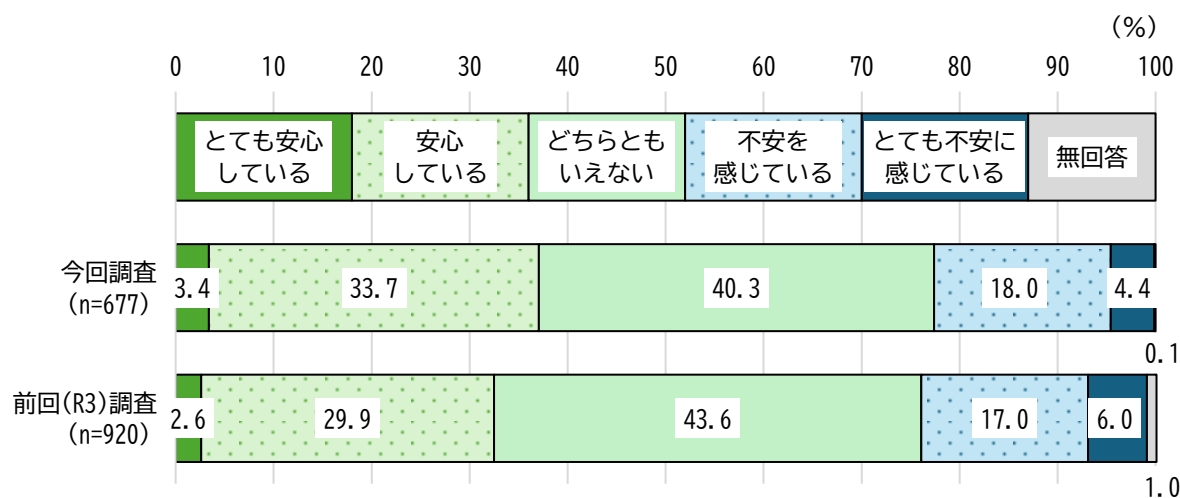 (%)
0 10 20 30 40 50 60 70 80 90 100
とても安心
している
安心
している
どちらとも
いえない
不安を
感じている
とても不安に
感じている
無回答
今回調査
(n=677)
3.4 33.7 40.3 18.0 4.4
0.1
前回(R3)調査
(n=920)
2.6 29.9 43.6 17.0 6.0
1.0